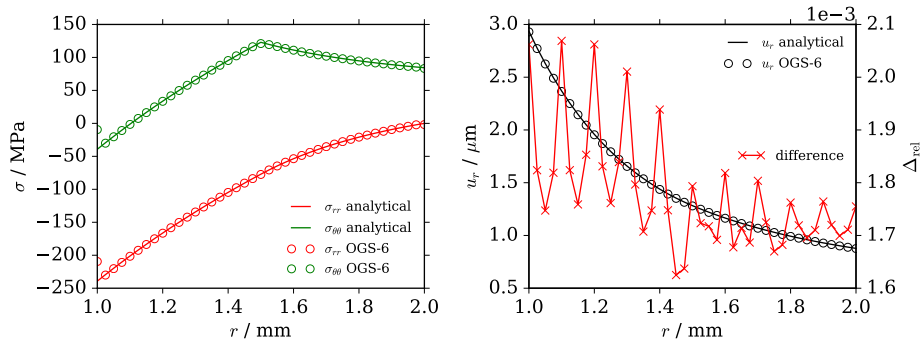 150
100
50
0
−50
−100
−150
−200
−250
σ / MPa
1.0
1.2
1.4
1.6
1.8
2.0
r / mm
σrr analytical
σθθ analytical
σrr OGS-6
σθθ OGS-6
3.0
2.5
2.0
1.5
1.0
0.5
ur / μm
1.0
1.2
1.4
1.6
1.8
2.0
r / mm
ur analytical
ur OGS-6
difference
1e−3
2.1
2.0
1.9
1.8
1.7
1.6
Δrel